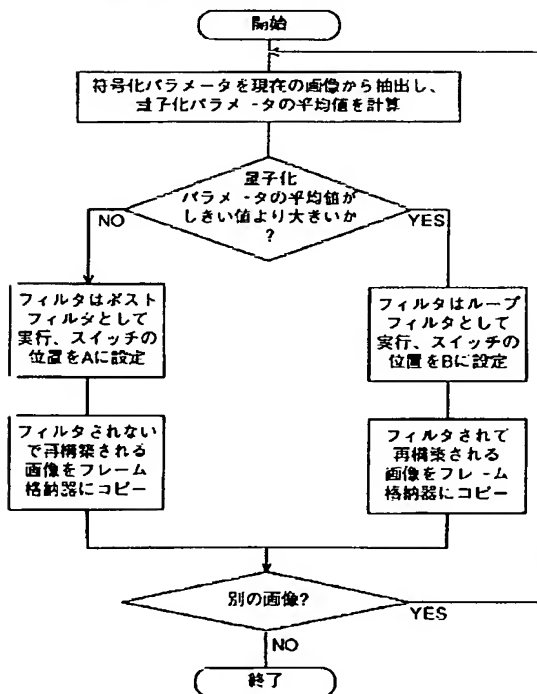 開始
符号化パラメータを現在の画像から抽出し、
量子化パラメ-タの平均値を計算
量子化
パラメ-タの平均値が
しきい値より大きいか
?
NO
YES
フィルタはポスト
フィルタとして
実行、スイッチの
位置をAに設定
フィルタはループ
フィルタとして
実行、スイッチの
位置をBに設定
フィルタされない
で再構築される
画像をフレーム
格納器にコピー
フィルタされて
再構築される
画像をフレ-ム
格納器にコピー
別の画像?
YES
NO
終了